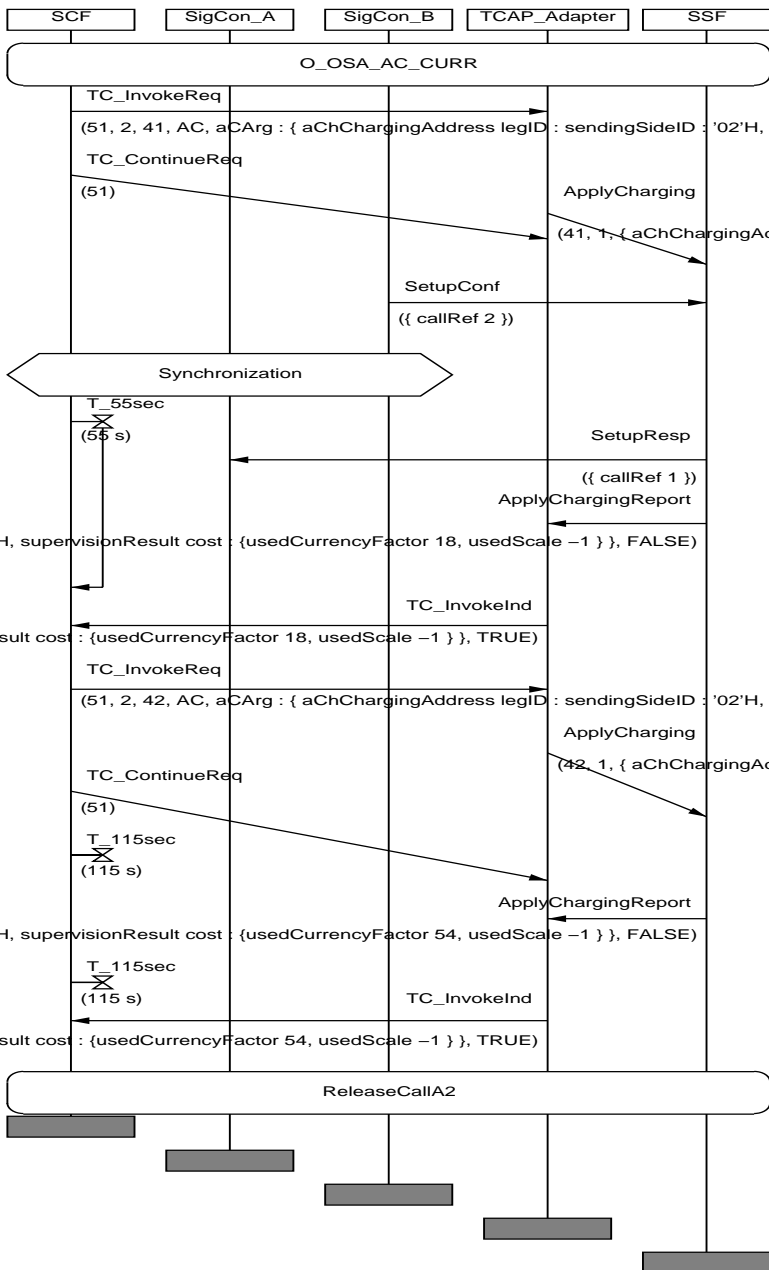 SCF SigCon_A SigCon_B TCAP_Adapter SSF
O_OSA_AC_CURR
TC_InvokeReq
(51, 2, 41, AC, aCArg : { aChChargingAddress legID : sendingSideID : '02'H,
TC_ContinueReq
(51)
ApplyCharging
(41, 1, { aChChargingAd
SetupConf
({ callRef 2 })
Synchronization
T_55sec
(55 s)
SetupResp
({ callRef 1 })
ApplyChargingReport
H, supervisionResult cost : {usedCurrencyFactor 18, usedScale –1 } }, FALSE)
TC_InvokeInd
sult cost : {usedCurrencyFactor 18, usedScale –1 } }, TRUE)
TC_InvokeReq
(51, 2, 42, AC, aCArg : { aChChargingAddress legID : sendingSideID : '02'H,
ApplyCharging
(42, 1, { aChChargingAd
TC_ContinueReq
(51)
T_115sec
(115 s)
ApplyChargingReport
H, supervisionResult cost : {usedCurrencyFactor 54, usedScale –1 } }, FALSE)
T_115sec
(115 s)
TC_InvokeInd
sult cost : {usedCurrencyFactor 54, usedScale –1 } }, TRUE)
ReleaseCallA2